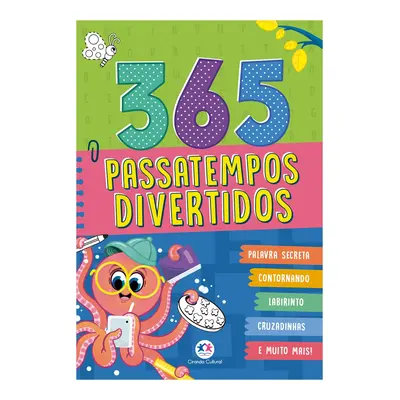 365
PASSATEMPOS
DIVERTIDOS
PALAVRA SECRETA
CONTORNANDO
LABIRINTO
CRUZADINHAS
E MUITO MAIS!
Ciranda Cultural